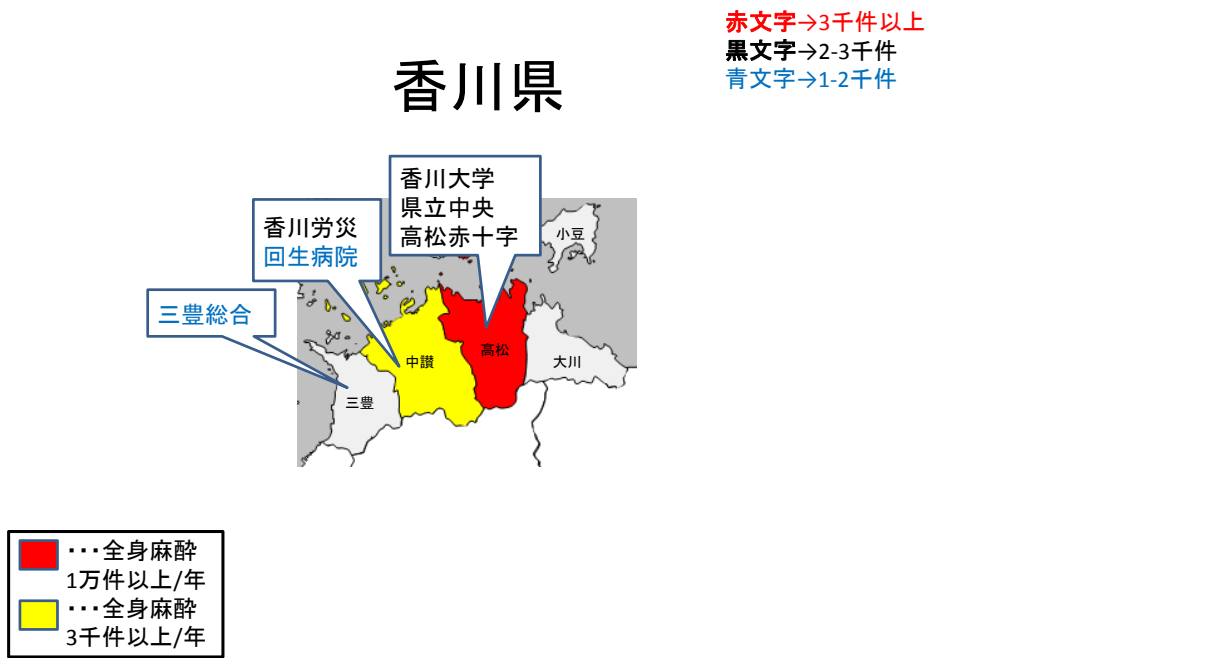 赤文字→3千件以上
黒文字→2-3千件
青文字→1-2千件
香川県
香川大学
県立中央
高松赤十字
香川労災
回生病院
三豊総合
小豆
高松
中讃
大川
三豊
・・・全身麻酔
1万件以上/年
・・・全身麻酔
3千件以上/年